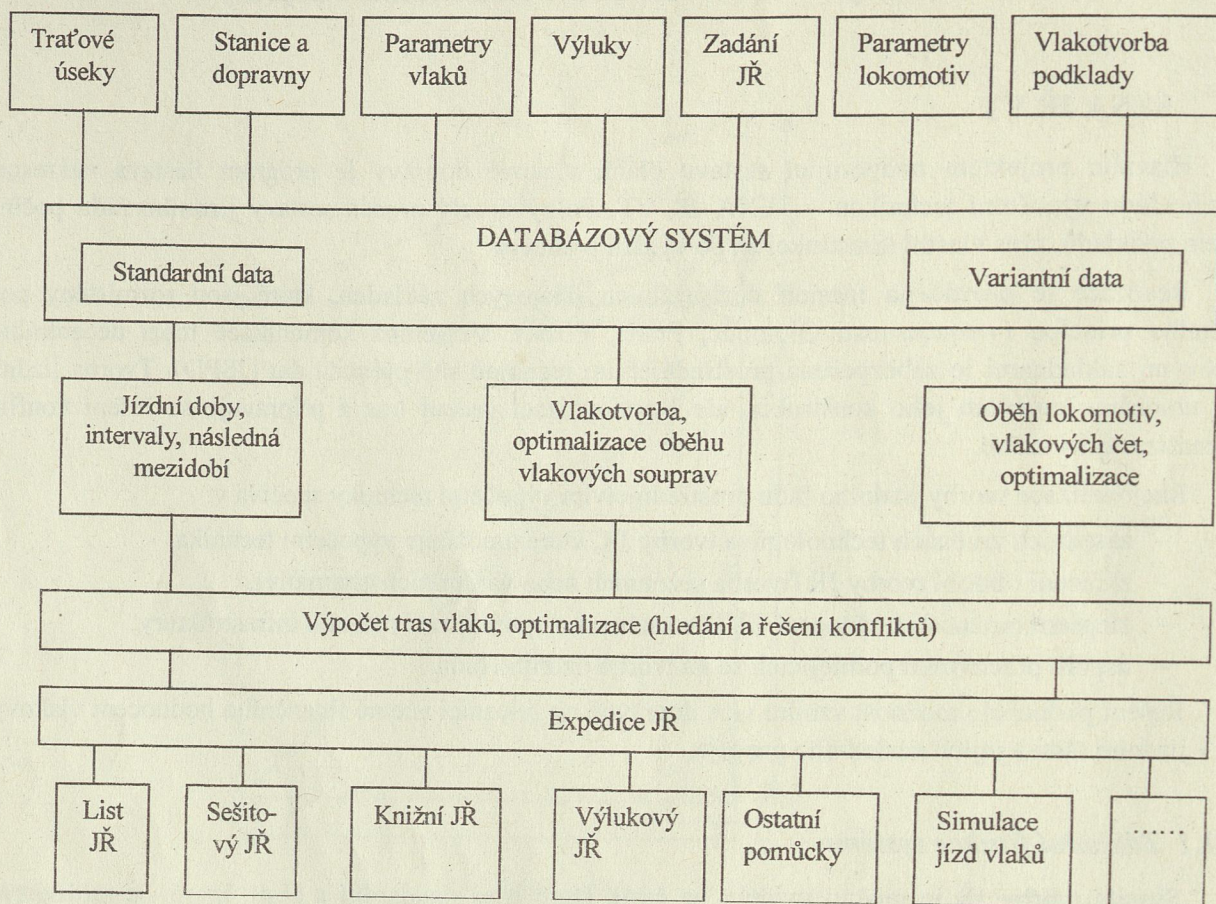 Traťové
úseky
Stanice a
dopravny
Parametry
vlaků
Výluky
Zadání
JŘ
Parametry
lokomotiv
Vlakotvorba
podklady
DATABÁZOVÝ SYSTÉM
Standardní data
Variantní data
Jízdní doby,
intervaly, následná
mezidobí
Vlakotvorba,
optimalizace oběhu
vlakových souprav
Oběh lokomotiv,
vlakových čet,
optimalizace
Výpočet tras vlaků, optimalizace (hledání a řešení konfliktů)
Expedice JŘ
List
JŘ
Sešito-
vý JŘ
Knižní JŘ
Výlukový
JŘ
Ostatní
pomůcky
Simulace
jízd vlaků
......